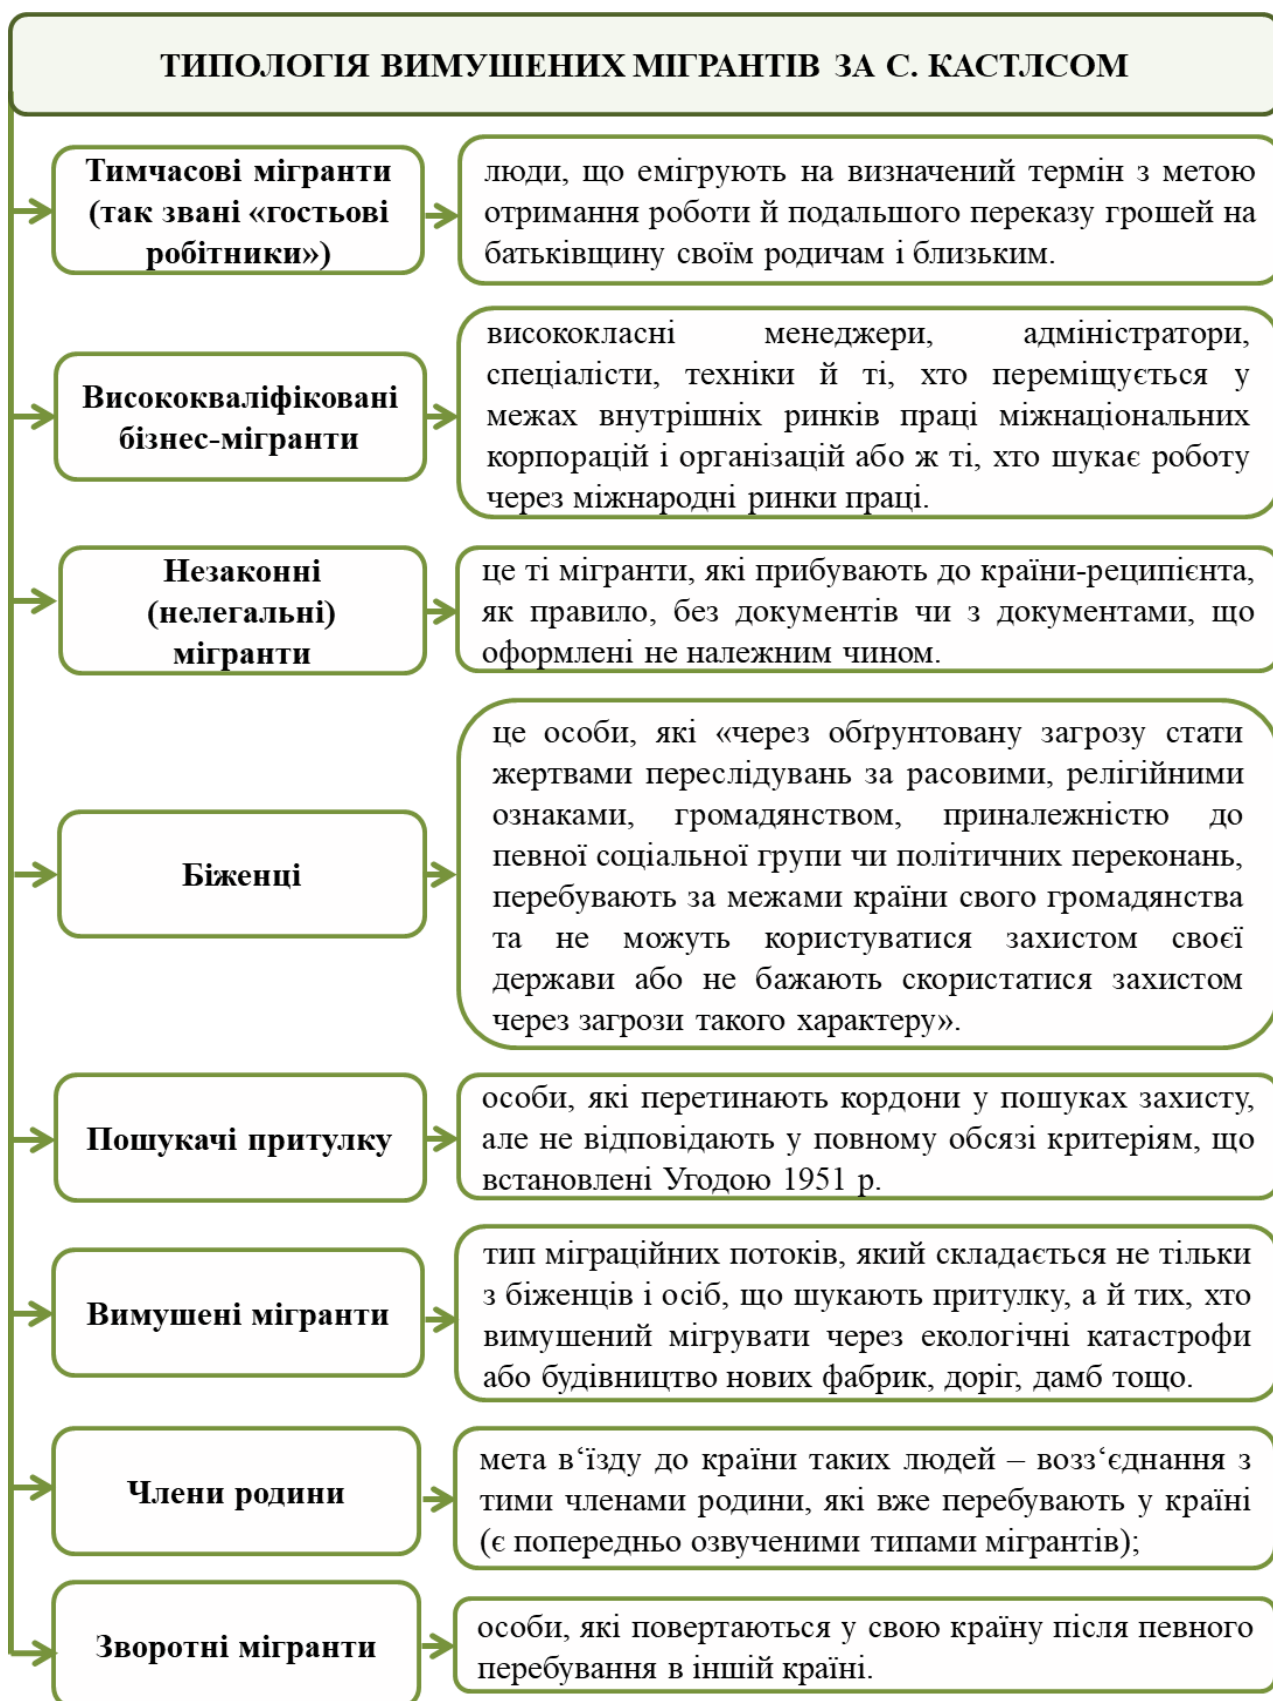 ТИПОЛОГІЯ ВИМУШЕНИХ МІГРАНТІВ ЗА С. КАСТЛСОМ
Тимчасові мігранти
(так звані «гостьові
робітники»)
люди, що емігрують на визначений термін з метою
отримання роботи й подальшого переказу грошей на
батьківщину своїм родичам і близьким.
Висококваліфіковані
бізнес-мігранти
висококласні менеджери, адміністратори,
спеціалісти, техніки й ті, хто переміщується у
межах внутрішніх ринків праці міжнаціональних
корпорацій і організацій або ж ті, хто шукає роботу
через міжнародні ринки праці.
Незаконні
(нелегальні)
мігранти
це ті мігранти, які прибувають до країни-реципієнта,
як правило, без документів чи з документами, що
оформлені не належним чином.
Біженці
це особи, які «через обґрунтовану загрозу стати
жертвами переслідувань за расовими, релігійними
ознаками, громадянством, приналежністю до
певної соціальної групи чи політичних переконань,
перебувають за межами країни свого громадянства
та не можуть користуватися захистом своєї
держави або не бажають скористатися захистом
через загрози такого характеру».
Пошукачі притулку
особи, які перетинають кордони у пошуках захисту,
але не відповідають у повному обсязі критеріям, що
встановлені Угодою 1951 р.
Вимушені мігранти
тип міграційних потоків, який складається не тільки
з біженців і осіб, що шукають притулку, а й тих, хто
вимушений мігрувати через екологічні катастрофи
або будівництво нових фабрик, доріг, дамб тощо.
Члени родини
мета в‘їзду до країни таких людей – возз‘єднання з
тими членами родини, які вже перебувають у країні
(є попередньо озвученими типами мігрантів);
Зворотні мігранти
особи, які повертаються у свою країну після певного
перебування в іншій країні.